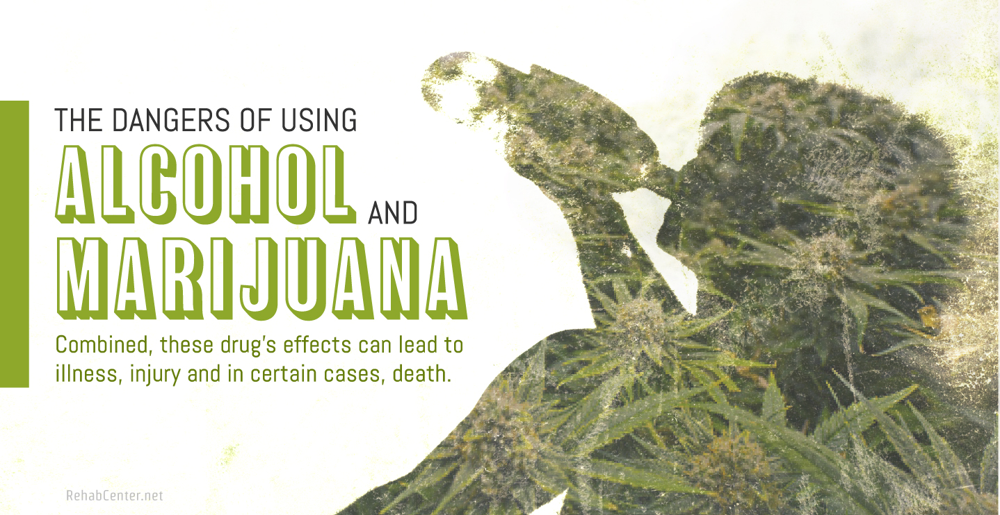 THE DANGERS OF USING
ALCOHOL AND
MARIJUANA
Combined, these drug's effects can lead to
illness, injury and in certain cases, death.
RehabCenter.net